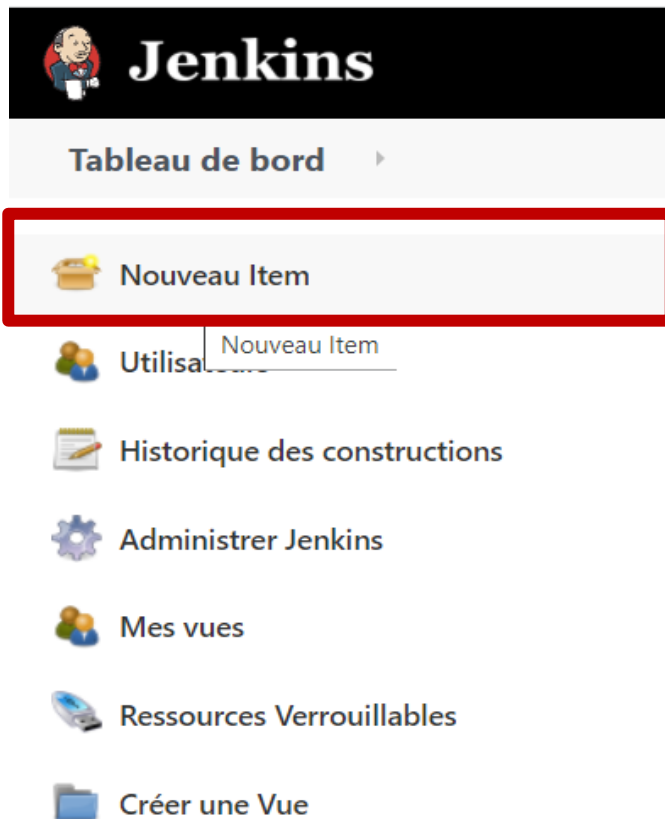 Jenkins
Tableau de bord
Nouveau Item
Nouveau Item
Historique des constructions
Administrer Jenkins
Mes vues
Ressources Verrouillables
Créer une Vue